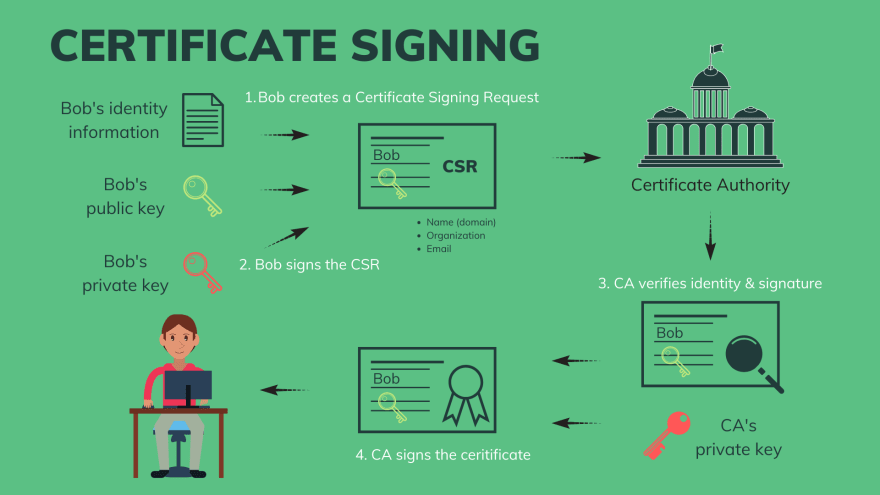 CERTIFICATE SIGNING
Bob's identity
information
1.Bob creates a Certificate Signing Request
Bob
CSR
Bob's
public key
Certificate Authority
Name (domain)
Organization
Email
Bob's
private key
2. Bob signs the CSR
3. CA verifies identity & signature
Bob
Bob
CA's
private key
4. CA signs the ceritificate